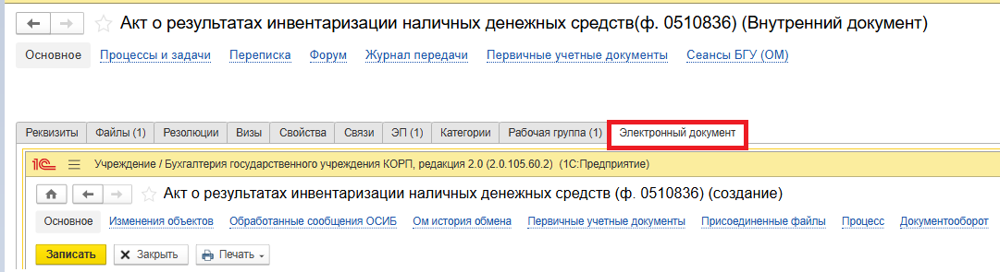 Акт о результатах инвентаризации наличных денежных средств(ф. 0510836) (Внутренний документ)
Основное Процессы и задачи Переписка Форум Журнал передачи Первичные учетные документы Сеансы БГУ (ОМ)
Реквизиты Файлы (1) Резолюции Визы Свойства Связи ЭП (1) Категории Рабочая группа (1) Электронный документ
1С Учреждение / Бухгалтерия государственного учреждения КОРП, редакция 2.0 (2.0.105.60.2) (1С:Предприятие)
Акт о результатах инвентаризации наличных денежных средств (ф. 0510836) (создание)
Основное Изменения объектов Обработанные сообщения ОСИБ Ом история обмена Первичные учетные документы Присоединенные файлы Процесс Документооборот
Записать Закрыть Печать